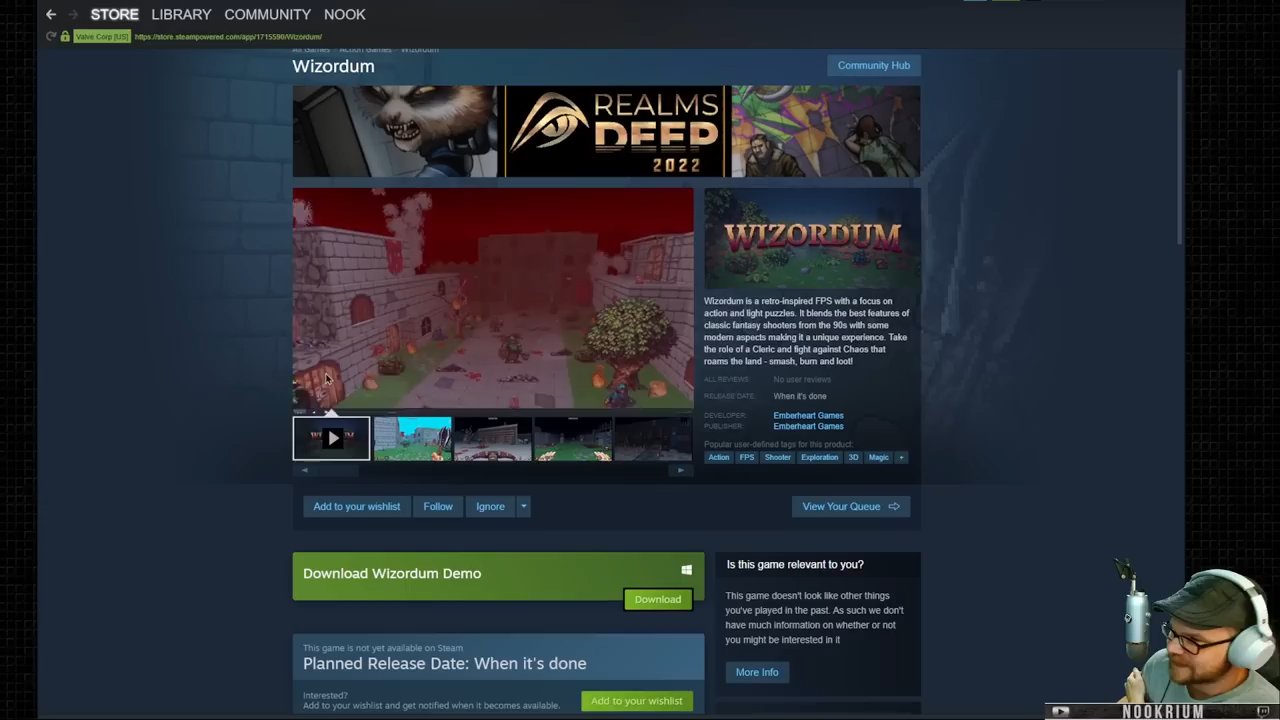 STORE LIBRARY COMMUNITY NOOK
Valve Corp [US] https://store.steampowered.com/app/1715590/Wizordum/
All Games Action Games Wizordum
Wizordum
Community Hub
REALMS
DEEP
2022
WIZORDUM
Wizordum is a retro-inspired FPS with a focus on
action and light puzzles. It blends the best features of
classic fantasy shooters from the 90s with some
modern aspects making it a unique experience. Take
the role of a Cleric and fight against Chaos that
roams the land - smash, burn and loot!
ALL REVIEWS: No user reviews
RELEASE DATE: When it's done
DEVELOPER: Emberheart Games
PUBLISHER: Emberheart Games
Popular user-defined tags for this product:
Action FPS Shooter Exploration 3D Magic +
Add to your wishlist Follow Ignore
View Your Queue
Download Wizordum Demo
Download
Is this game relevant to you?
This game doesn't look like other things
you've played in the past. As such we don't
have much information on whether or not
you might be interested in it
More Info
This game is not yet available on Steam
Planned Release Date: When it's done
Interested?
Add to your wishlist and get notified when it becomes available.
Add to your wishlist
NOOKRIUM